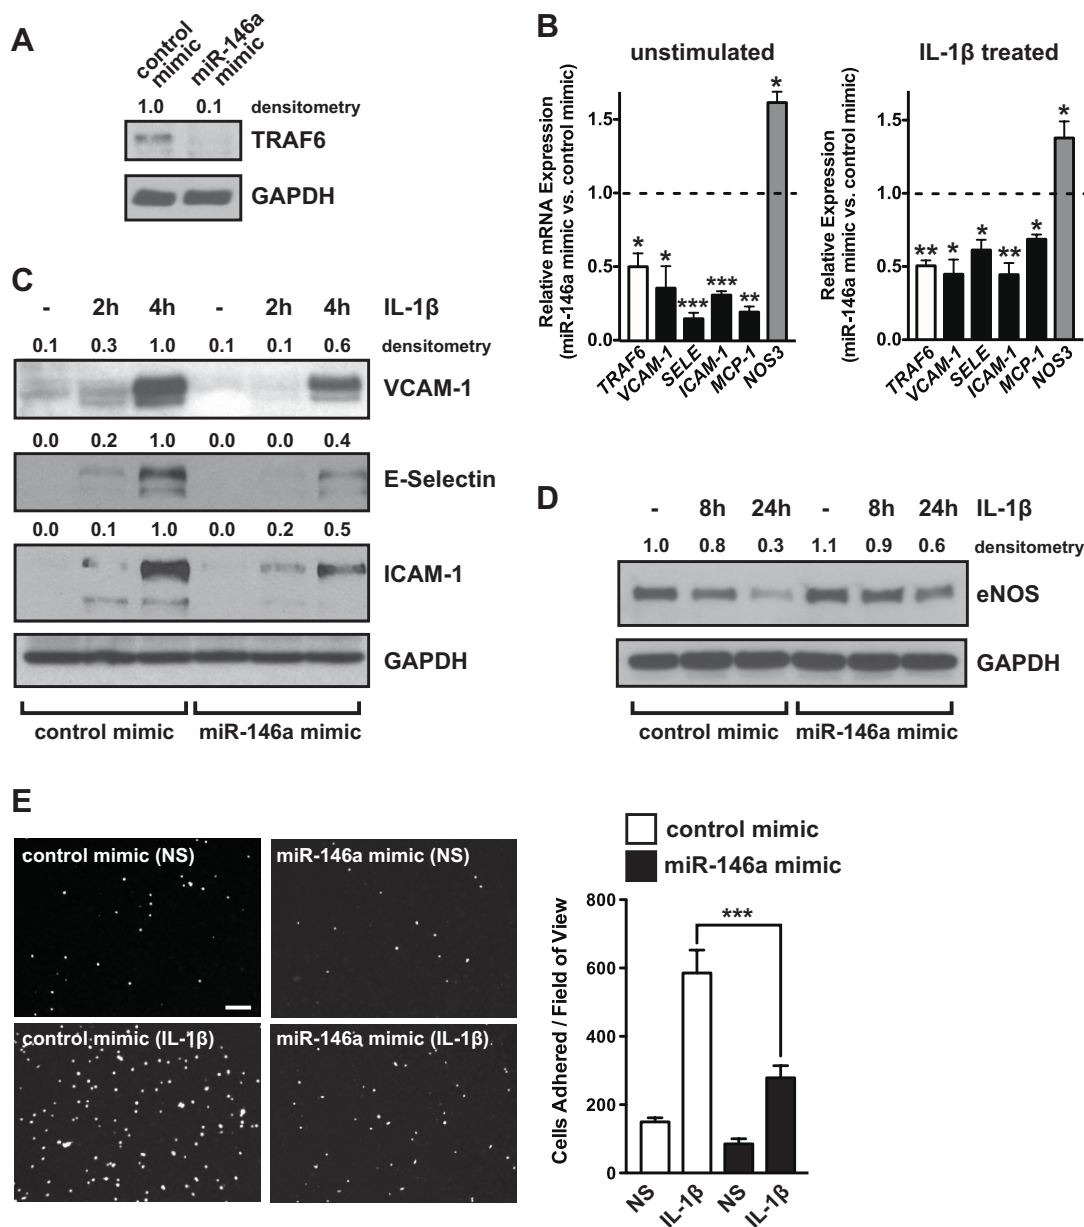 A
control mimic
miR-146a mimic
1.0 0.1 densitometry
TRAF6
GAPDH
B
unstimulated
Relative mRNA Expression
(miR-146a mimic vs. control mimic)
1.5
1.0
0.5
0.0
* * *** *** ** *
TRAF6 VCAM-1 SELE ICAM-1 MCP-1 NOS3
IL-1β treated
Relative Expression
(miR-146a mimic vs. control mimic)
1.5
1.0
0.5
0.0
** * * ** * *
TRAF6 VCAM-1 SELE ICAM-1 MCP-1 NOS3
C
- 2h 4h - 2h 4h IL-1β
0.1 0.3 1.0 0.1 0.1 0.6 densitometry
VCAM-1
0.0 0.2 1.0 0.0 0.0 0.4
E-Selectin
0.0 0.1 1.0 0.0 0.2 0.5
ICAM-1
GAPDH
control mimic miR-146a mimic
D
- 8h 24h - 8h 24h IL-1β
1.0 0.8 0.3 1.1 0.9 0.6 densitometry
eNOS
GAPDH
control mimic miR-146a mimic
E
control mimic (NS)
miR-146a mimic (NS)
control mimic (IL-1β)
miR-146a mimic (IL-1β)
control mimic
miR-146a mimic
Cells Adhered / Field of View
800
600
400
200
0
***
NS IL-1β NS IL-1β